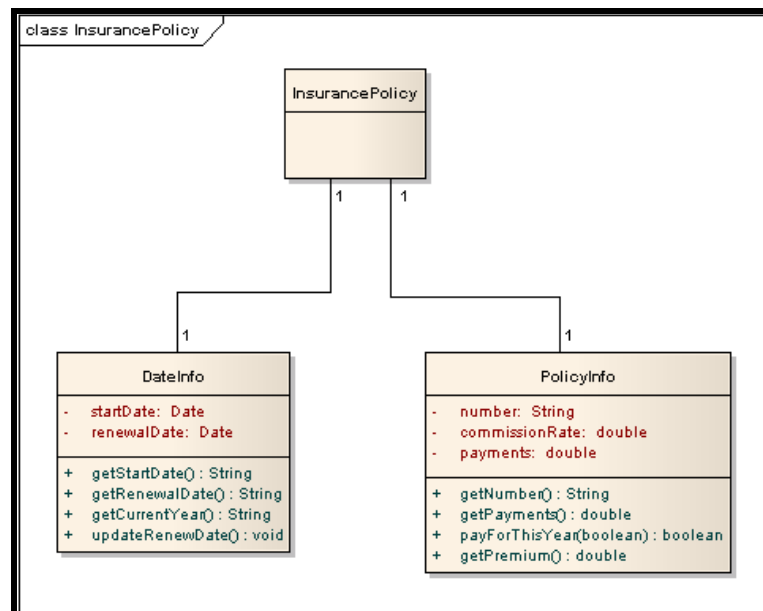 class InsurancePolicy
InsurancePolicy
1
1
1
1
DateInfo
- startDate: Date
- renewalDate: Date
+ getStartDate() : String
+ getRenewalDate() : String
+ getCurrentYear() : String
+ updateRenewDate() : void
PolicyInfo
- number: String
- commissionRate: double
- payments: double
+ getNumber() : String
+ getPayments() : double
+ payForThisYear(boolean) : boolean
+ getPremium() : double